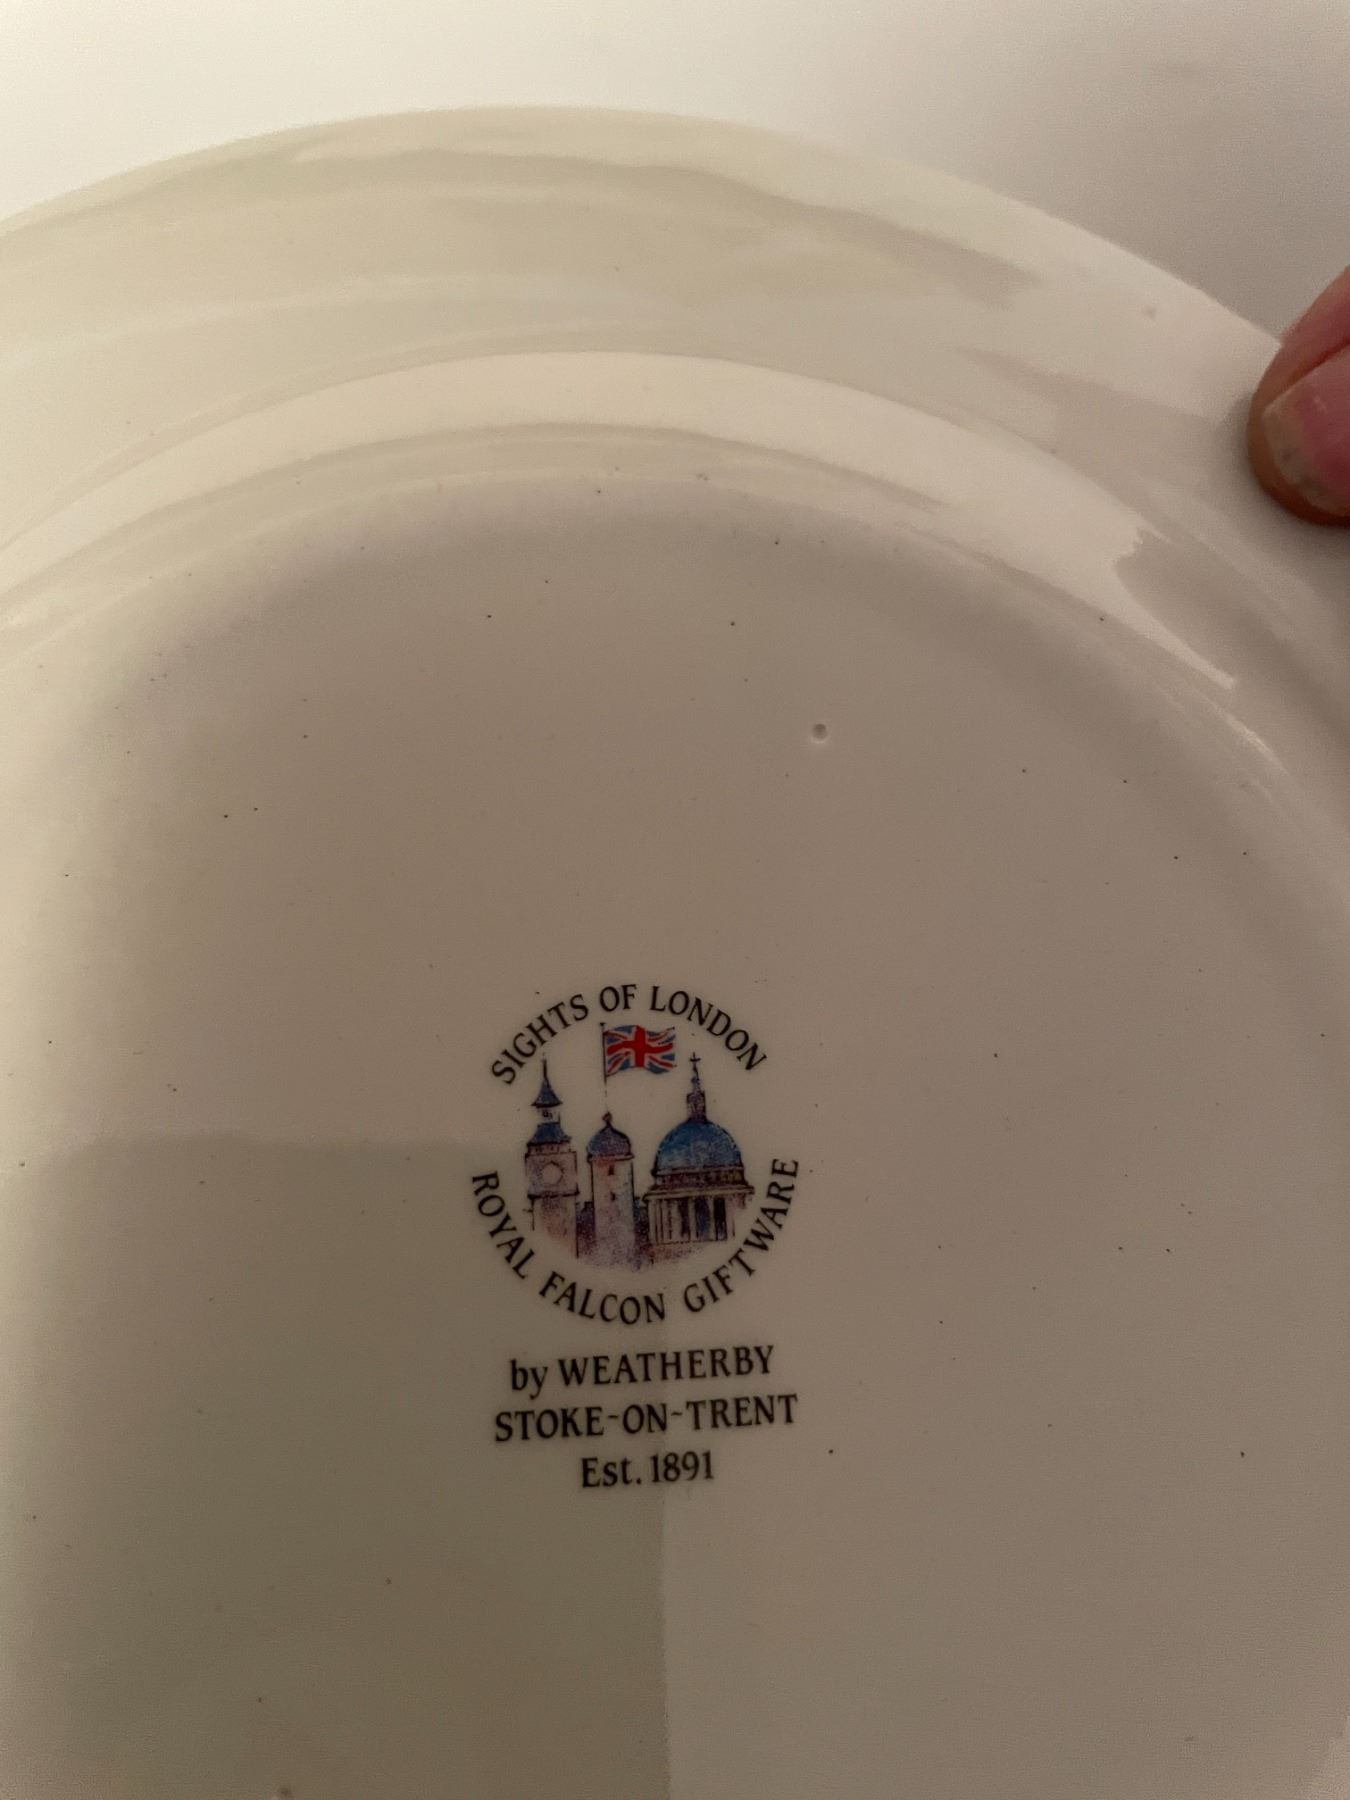 SIGHTS OF LONDON
ROYAL FALCON GIFTWARE
by WEATHERBY
STOKE-ON-TRENT
Est. 1891